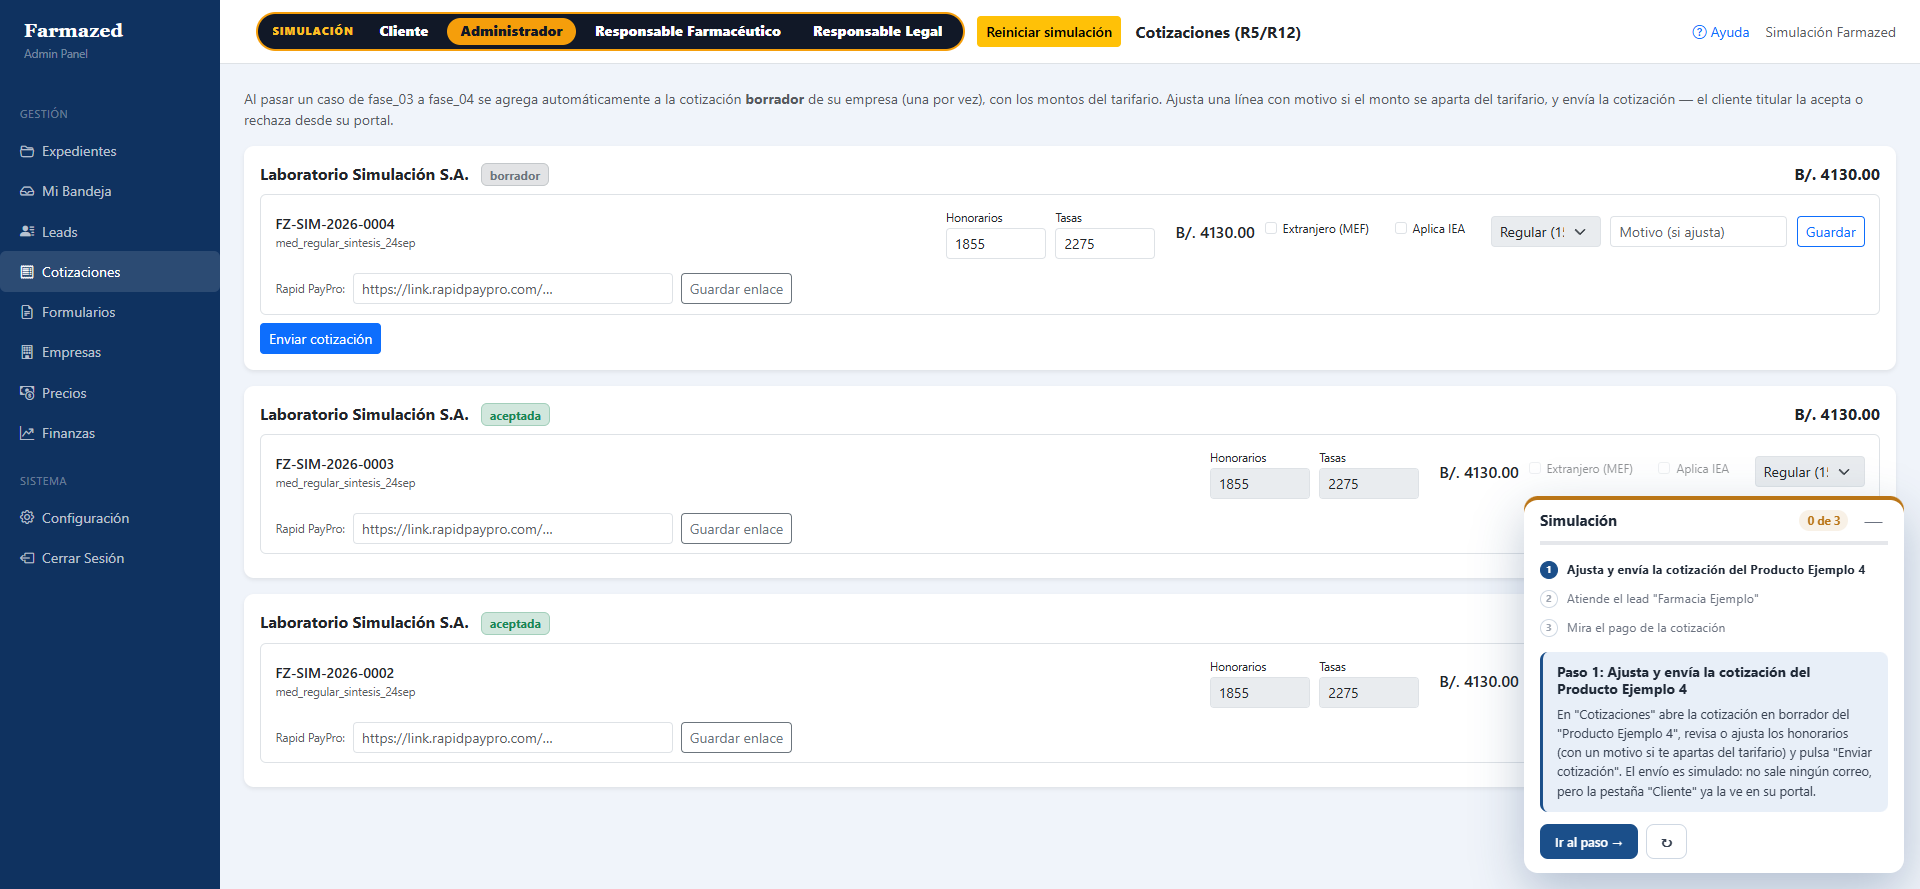 Farmazed
Admin Panel
GESTIÓN
Expedientes
Mi Bandeja
Leads
Cotizaciones
Formularios
Empresas
Precios
Finanzas
SISTEMA
Configuración
Cerrar Sesión
SIMULACIÓN Cliente Administrador Responsable Farmacéutico Responsable Legal
Reiniciar simulación
Cotizaciones (R5/R12)
Ayuda
Simulación Farmazed
Al pasar un caso de fase_03 a fase_04 se agrega automáticamente a la cotización borrador de su empresa (una por vez), con los montos del tarifario. Ajusta una línea con motivo si el monto se aparta del tarifario, y envía la cotización — el cliente titular la acepta o
rechaza desde su portal.
Laboratorio Simulación S.A. borrador B/. 4130.00
FZ-SIM-2026-0004
med_regular_sintesis_24sep
Honorarios Tasas
1855 2275 B/. 4130.00 Extranjero (MEF) Aplica IEA Regular (1 Motivo (si ajusta) Guardar
Rapid PayPro: https://link.rapidpaypro.com/... Guardar enlace
Enviar cotización
Laboratorio Simulación S.A. aceptada B/. 4130.00
FZ-SIM-2026-0003
med_regular_sintesis_24sep
Honorarios Tasas
1855 2275 B/. 4130.00 Extranjero (MEF) Aplica IEA Regular (1
Rapid PayPro: https://link.rapidpaypro.com/... Guardar enlace
Laboratorio Simulación S.A. aceptada
FZ-SIM-2026-0002
med_regular_sintesis_24sep
Honorarios Tasas
1855 2275 B/. 4130.00
Rapid PayPro: https://link.rapidpaypro.com/... Guardar enlace
Simulación 0 de 3 —
1 Ajusta y envía la cotización del Producto Ejemplo 4
2 Atiende el lead "Farmacia Ejemplo"
3 Mira el pago de la cotización
Paso 1: Ajusta y envía la cotización del
Producto Ejemplo 4
En "Cotizaciones" abre la cotización en borrador del
"Producto Ejemplo 4", revisa o ajusta los honorarios
(con un motivo si te apartas del tarifario) y pulsa "Enviar
cotización". El envío es simulado: no sale ningún correo,
pero la pestaña "Cliente" ya la ve en su portal.
Ir al paso → ↻